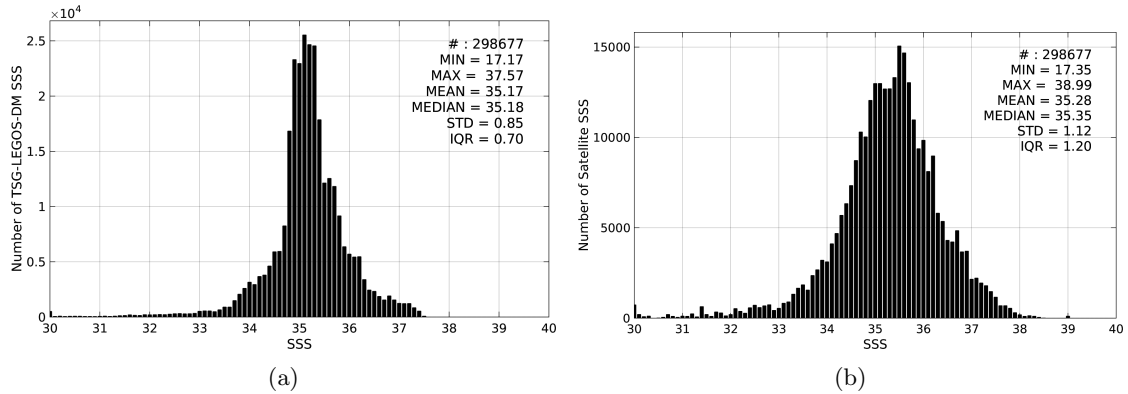 ×10⁴
Number of TSG-LEGOS-DM SSS
2.5
2
1.5
1
0.5
0
30 31 32 33 34 35 36 37 38 39 40
SSS
# : 298677
MIN = 17.17
MAX = 37.57
MEAN = 35.17
MEDIAN = 35.18
STD = 0.85
IQR = 0.70
(a)
Number of Satellite SSS
15000
10000
5000
0
30 31 32 33 34 35 36 37 38 39 40
SSS
# : 298677
MIN = 17.35
MAX = 38.99
MEAN = 35.28
MEDIAN = 35.35
STD = 1.12
IQR = 1.20
(b)